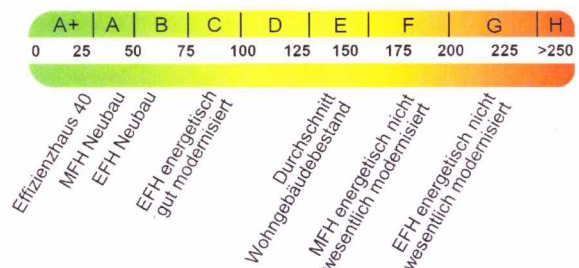 A+ A B C D E F G H
0 25 50 75 100 125 150 175 200 225 >250
Effizienzhaus 40
MFH Neubau
EFH Neubau
EFH energetisch
gut modernisiert
Durchschnitt
Wohngebäudebestand
MFH energetisch nicht
wesentlich modernisiert
EFH energetisch nicht
wesentlich modernisiert